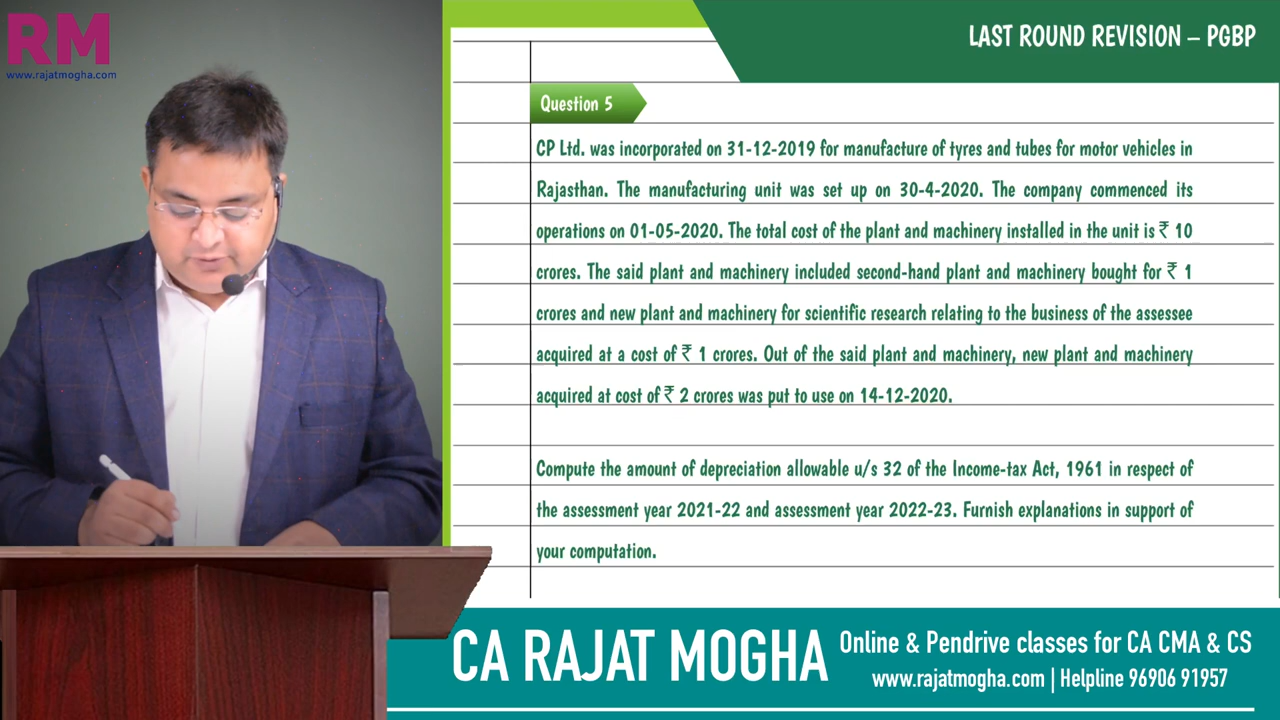 RM
www.rajatmogha.com
LAST ROUND REVISION – PGBP
Question 5
CP Ltd. was incorporated on 31-12-2019 for manufacture of tyres and tubes for motor vehicles in
Rajasthan. The manufacturing unit was set up on 30-4-2020. The company commenced its
operations on 01-05-2020. The total cost of the plant and machinery installed in the unit is ₹ 10
crores. The said plant and machinery included second-hand plant and machinery bought for ₹ 1
crores and new plant and machinery for scientific research relating to the business of the assessee
acquired at a cost of ₹ 1 crores. Out of the said plant and machinery, new plant and machinery
acquired at cost of ₹ 2 crores was put to use on 14-12-2020.
Compute the amount of depreciation allowable u/s 32 of the Income-tax Act, 1961 in respect of
the assessment year 2021-22 and assessment year 2022-23. Furnish explanations in support of
your computation.
CA RAJAT MOGHA
Online & Pendrive classes for CA CMA & CS
www.rajatmogha.com | Helpline 96906 91957